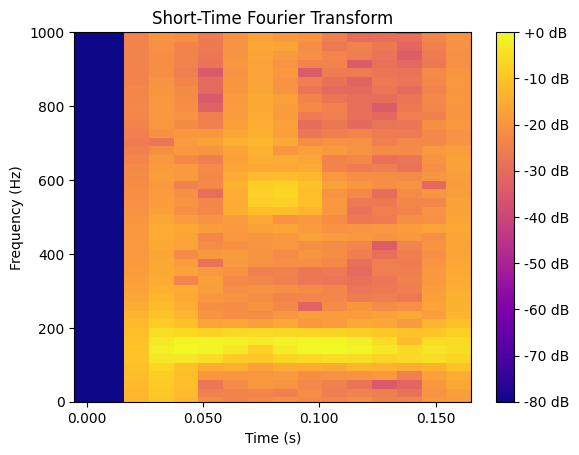 Short-Time Fourier Transform
Frequency (Hz)
1000
800
600
400
200
0
0.000
0.050
0.100
0.150
Time (s)
+0 dB
-10 dB
-20 dB
-30 dB
-40 dB
-50 dB
-60 dB
-70 dB
-80 dB